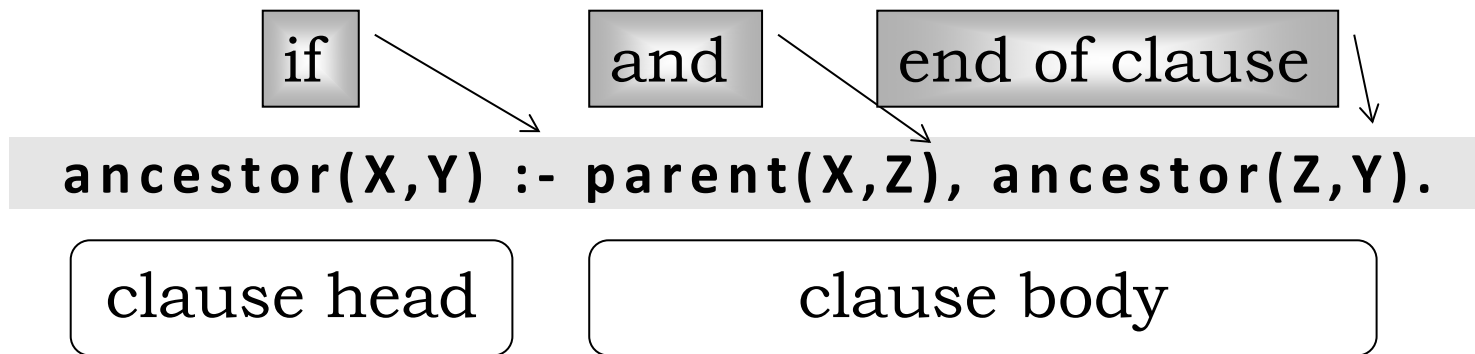 if and end of clause
ancestor(X,Y) :- parent(X,Z), ancestor(Z,Y).
clause head clause body